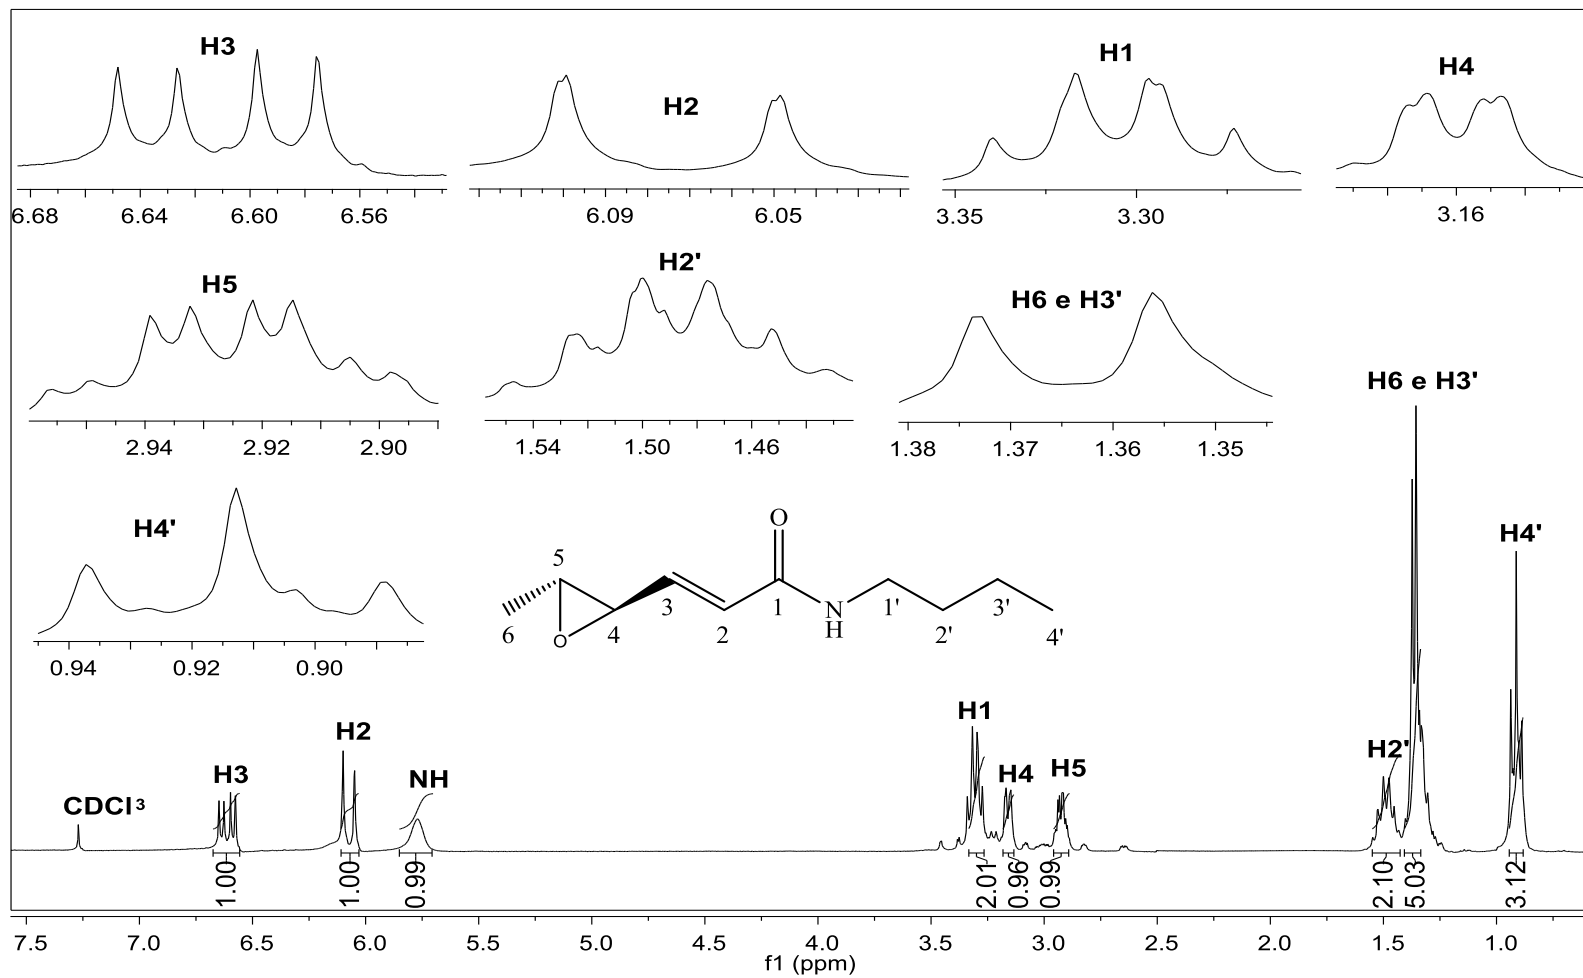 H3
H2
H1
H4
6.68 6.64 6.60 6.56
6.09 6.05
3.35 3.30
3.16
H5
H2'
H6 e H3'
2.94 2.92 2.90
1.54 1.50 1.46
1.38 1.37 1.36 1.35
H6 e H3'
H4'
0.94 0.92 0.90
O
5
6
O
4
3
2
1
N
H
1'
2'
3'
4'
H4'
CDCl3
H3
H2
NH
H1
H4
H5
H2'
1.00
1.00
0.99
2.01
0.96
0.99
2.10
5.03
3.12
7.5 7.0 6.5 6.0 5.5 5.0 4.5 4.0 3.5 3.0 2.5 2.0 1.5 1.0
f1 (ppm)